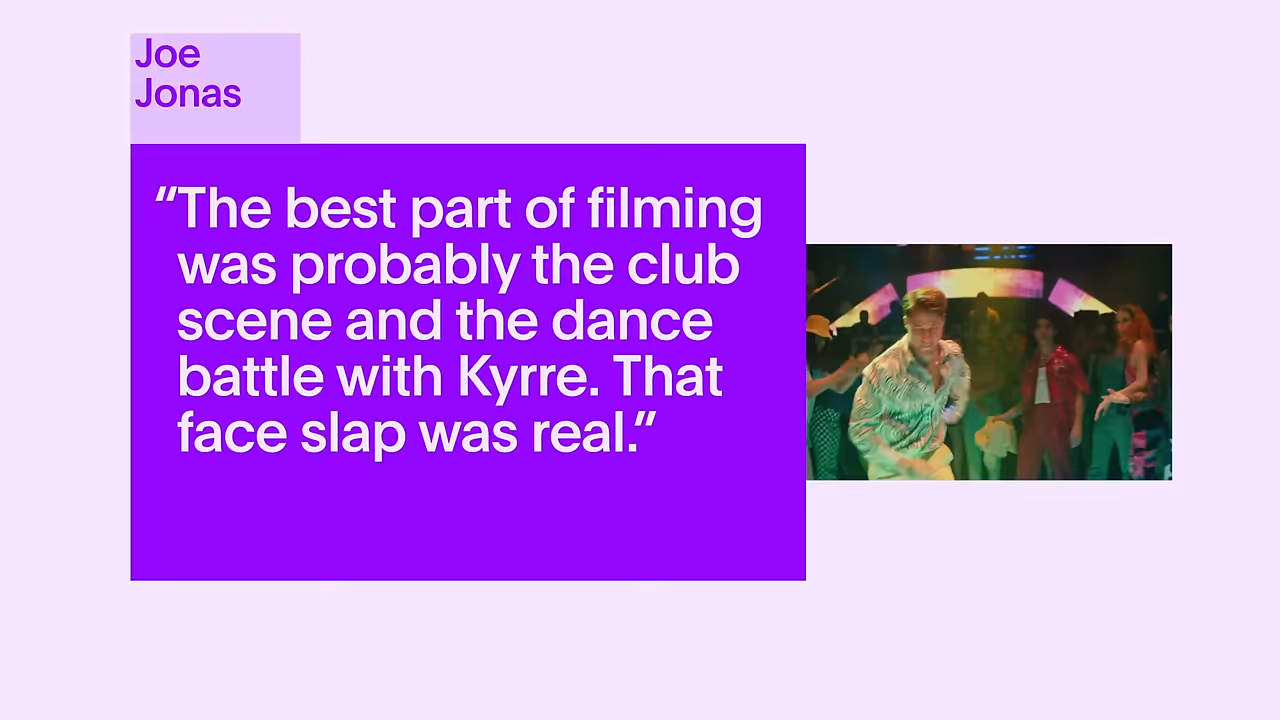 Joe
Jonas
“The best part of filming
was probably the club
scene and the dance
battle with Kyrre. That
face slap was real.”